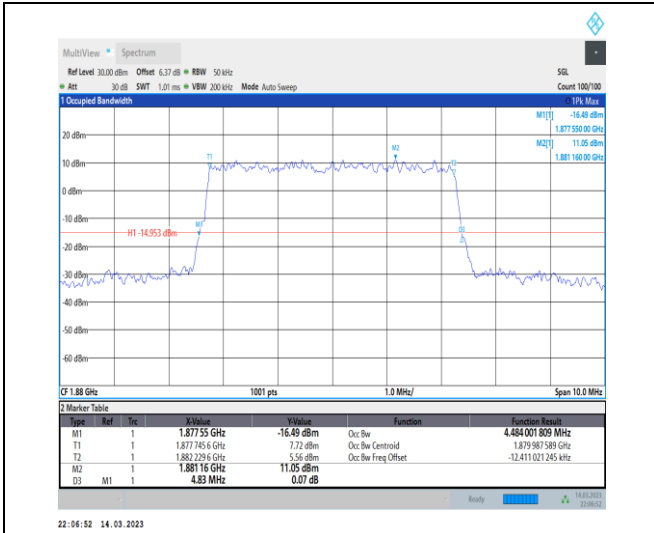 MultiView Spectrum
Ref Level 30.00 dBm Offset 6.37 dB RBW 50 kHz SGL
Att 30 dB SWT 1.01 ms VBW 200 kHz Mode Auto Sweep Count 100/100
1 Occupied Bandwidth 1Pk Max
M1[1] -16.49 dBm
1.877 550 00 GHz
M2[1] 11.05 dBm
1.881 160 00 GHz
20 dBm
T1
M2
10 dBm
0 dBm
-10 dBm
M1
H1 -14.953 dBm
D3
-30 dBm
-40 dBm
-50 dBm
-60 dBm
CF 1.88 GHz 1001 pts 1.0 MHz/ Span 10.0 MHz
2 Marker Table
Type Ref Trc X-Value Y-Value Function Function Result
M1 1 1.877 55 GHz -16.49 dBm Occ Bw 4.484 001 809 MHz
T1 1 1.877 745 6 GHz 7.72 dBm Occ Bw Centroid 1.879 987 589 GHz
T2 1 1.882 229 6 GHz 5.56 dBm Occ Bw Freq Offset -12.411 021 245 kHz
M2 1 1.881 16 GHz 11.05 dBm
D3 M1 1 4.83 MHz 0.07 dB
Ready 14.03.2023
22:06:52
22:06:52 14.03.2023